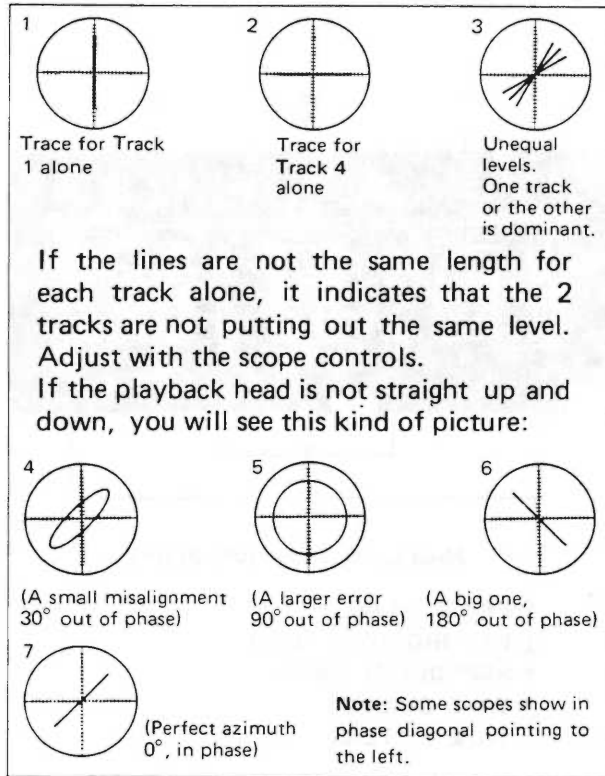 1
2
3
Trace for Track
1 alone
Trace for
Track 4
alone
Unequal
levels.
One track
or the other
is dominant.
If the lines are not the same length for
each track alone, it indicates that the 2
tracks are not putting out the same level.
Adjust with the scope controls.
If the playback head is not straight up and
down, you will see this kind of picture:
4
5
6
(A small misalignment
30° out of phase)
(A larger error
90° out of phase)
(A big one,
180° out of phase)
7
(Perfect azimuth
0°, in phase)
Note: Some scopes show in
phase diagonal pointing to
the left.